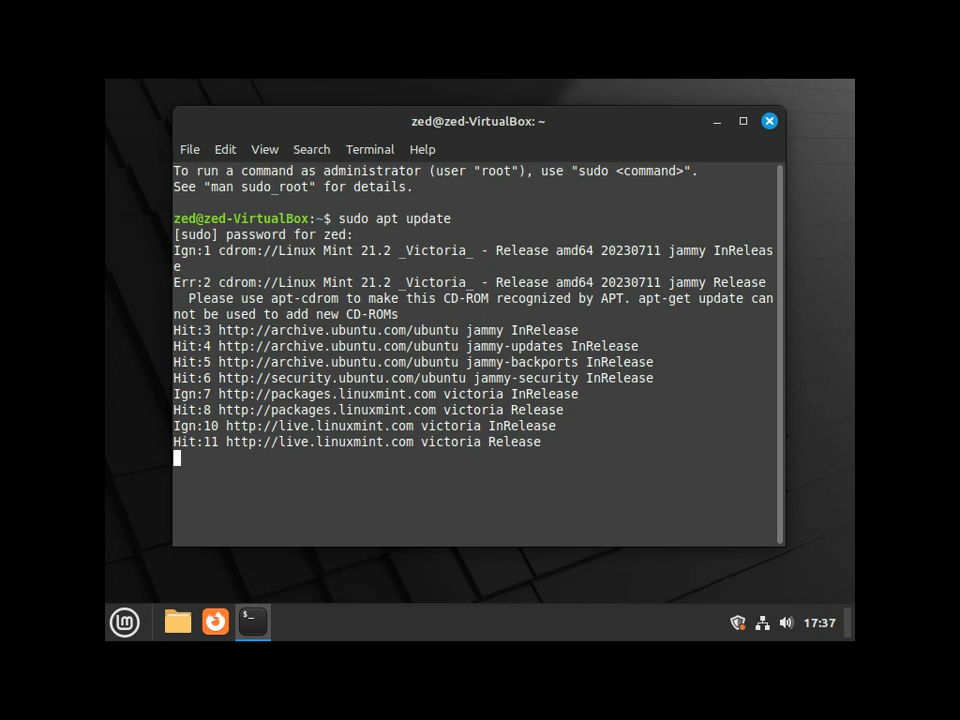 zed@zed-VirtualBox: ~
File Edit View Search Terminal Help
To run a command as administrator (user "root"), use "sudo <command>".
See "man sudo_root" for details.
zed@zed-VirtualBox:~$ sudo apt update
[sudo] password for zed:
Ign:1 cdrom://Linux Mint 21.2 _Victoria_ - Release amd64 20230711 jammy InReleas
e
Err:2 cdrom://Linux Mint 21.2 _Victoria_ - Release amd64 20230711 jammy Release
  Please use apt-cdrom to make this CD-ROM recognized by APT. apt-get update can
not be used to add new CD-ROMs
Hit:3 http://archive.ubuntu.com/ubuntu jammy InRelease
Hit:4 http://archive.ubuntu.com/ubuntu jammy-updates InRelease
Hit:5 http://archive.ubuntu.com/ubuntu jammy-backports InRelease
Hit:6 http://security.ubuntu.com/ubuntu jammy-security InRelease
Ign:7 http://packages.linuxmint.com victoria InRelease
Hit:8 http://packages.linuxmint.com victoria Release
Ign:10 http://live.linuxmint.com victoria InRelease
Hit:11 http://live.linuxmint.com victoria Release
$_
17:37